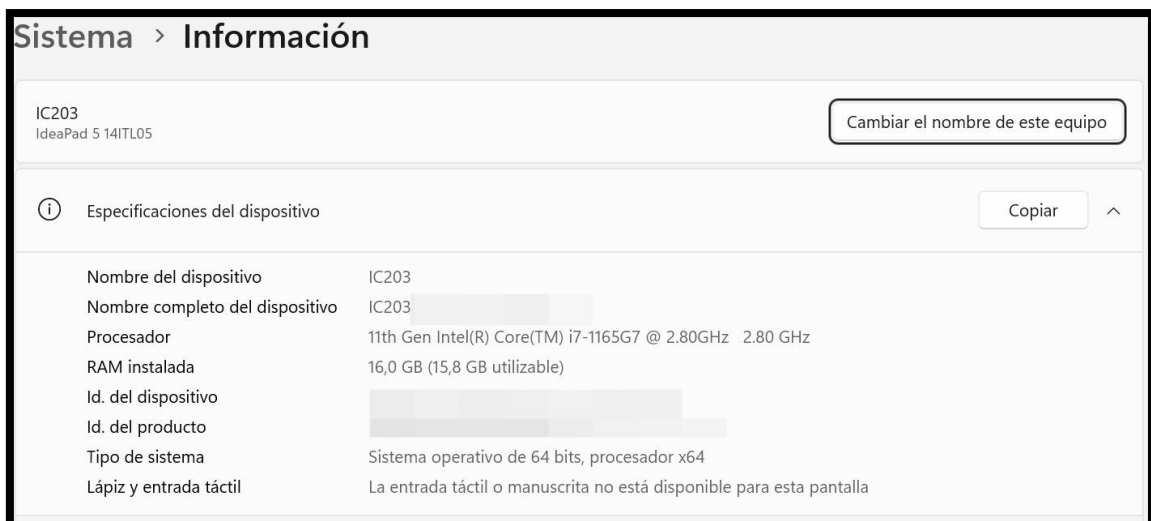 Sistema > Información
IC203
IdeaPad 5 14ITL05
Cambiar el nombre de este equipo
Especificaciones del dispositivo
Copiar
Nombre del dispositivo IC203
Nombre completo del dispositivo IC203
Procesador 11th Gen Intel(R) Core(TM) i7-1165G7 @ 2.80GHz 2.80 GHz
RAM instalada 16,0 GB (15,8 GB utilizable)
Id. del dispositivo
Id. del producto
Tipo de sistema Sistema operativo de 64 bits, procesador x64
Lápiz y entrada táctil La entrada táctil o manuscrita no está disponible para esta pantalla